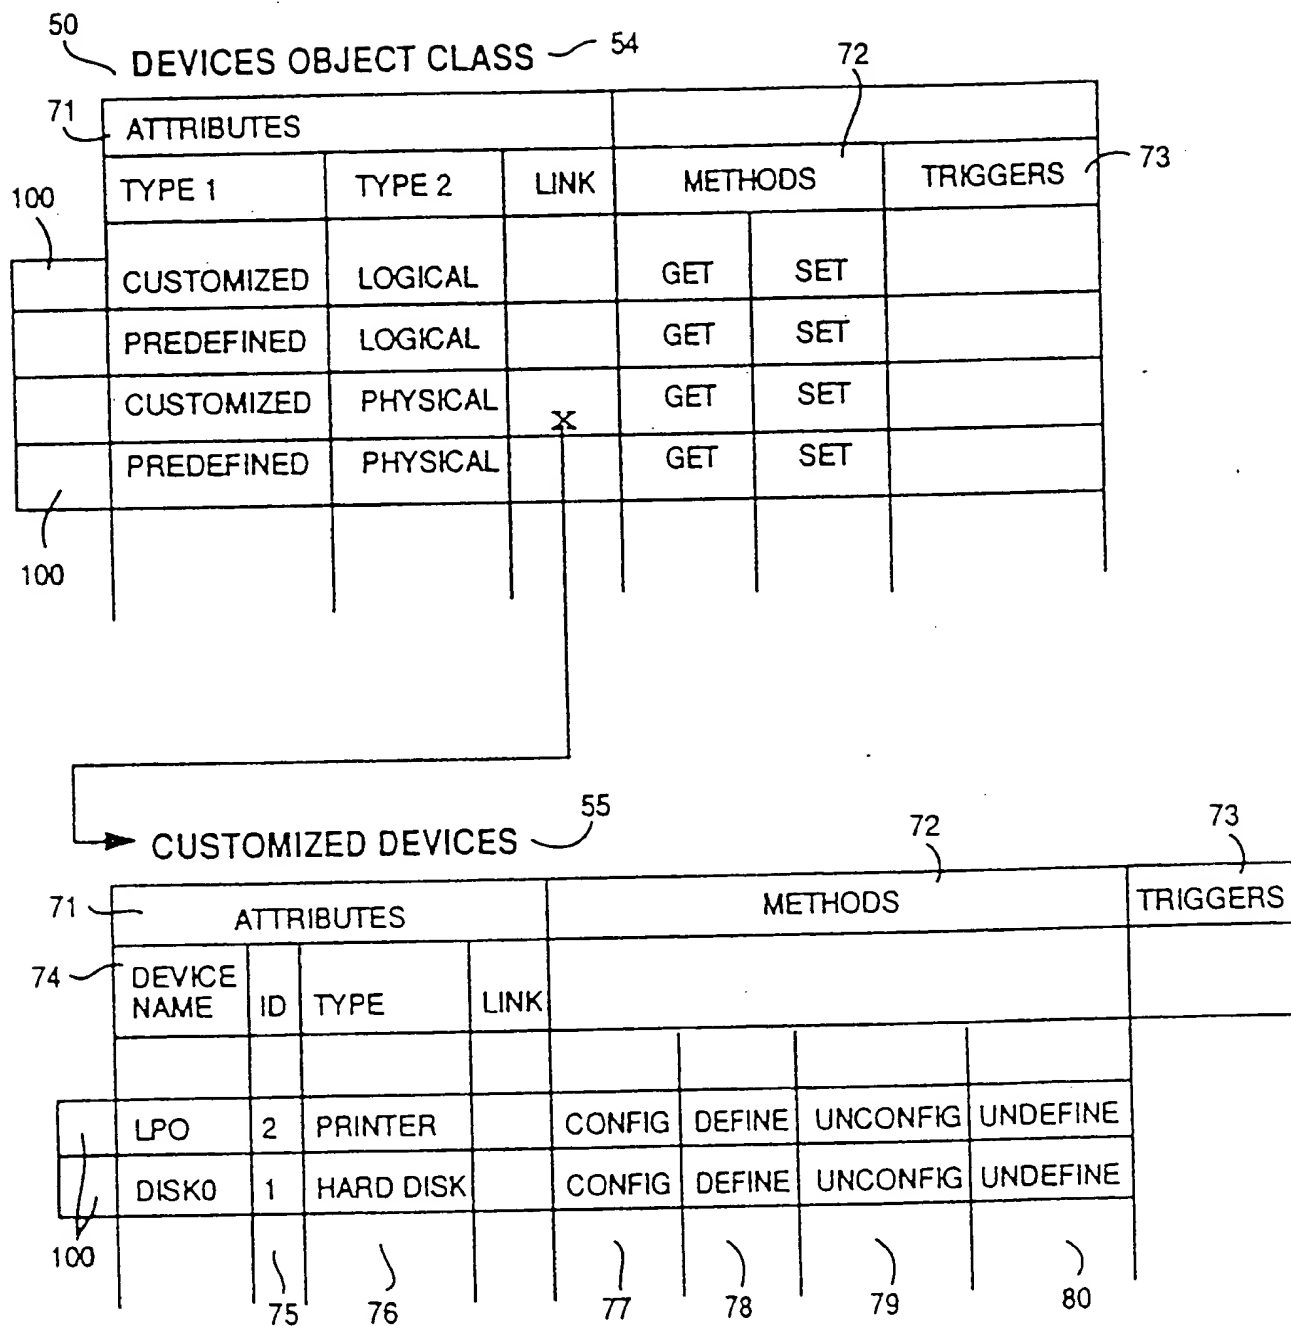 50
DEVICES OBJECT CLASS 54
72
71 ATTRIBUTES
TYPE 1 TYPE 2 LINK METHODS TRIGGERS 73
100
CUSTOMIZED LOGICAL GET SET
PREDEFINED LOGICAL GET SET
CUSTOMIZED PHYSICAL X GET SET
PREDEFINED PHYSICAL GET SET
100
CUSTOMIZED DEVICES 55
72 73
71 ATTRIBUTES METHODS TRIGGERS
74 DEVICE
NAME ID TYPE LINK
LPO 2 PRINTER CONFIG DEFINE UNCONFIG UNDEFINE
DISK0 1 HARD DISK CONFIG DEFINE UNCONFIG UNDEFINE
100
75 76 77 78 79 80